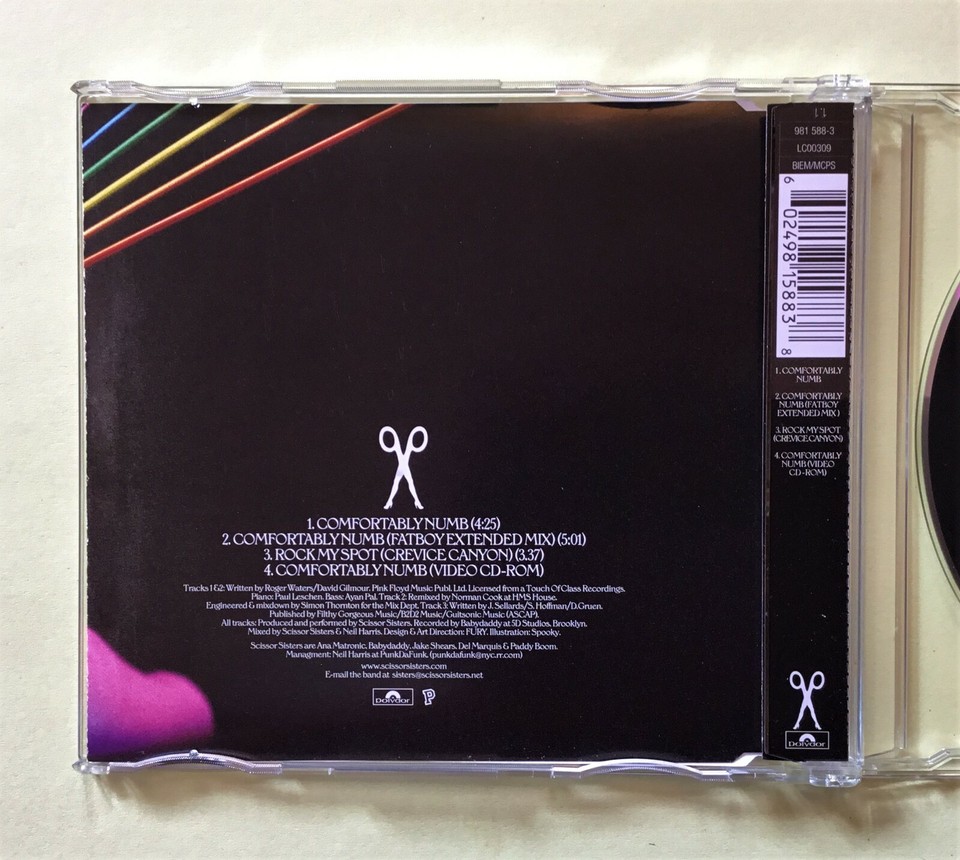 1. COMFORTABLY NUMB (4:25)
2. COMFORTABLY NUMB (FATBOY EXTENDED MIX) (5:01)
3. ROCK MY SPOT (CREVICE CANYON) (3.37)
4. COMFORTABLY NUMB (VIDEO CD-ROM)
Tracks 1 &2: Written by Roger Waters/David Gilmour. Pink Floyd Music Publ. Ltd. Licensed from a Touch Of Class Recordings.
Piano: Paul Leschen. Bass: Ayan Pal. Track 2: Remixed by Norman Cook at HMS House.
Engineered & mixdown by Simon Thornton for the Mix Dept. Track 3: Written by J. Sellards/S. Hoffman/D.Gruen.
Published by Filthy Gorgeous Music/B2D2 Music/Guitsonic Music (ASCAP).
All tracks: Produced and performed by Scissor Sisters. Recorded by Babydaddy at 5D Studios, Brooklyn.
Mixed by Scissor Sisters & Neil Harris. Design & Art Direction: FURY. Illustration: Spooky.
Scissor Sisters are Ana Matronic, Babydaddy, Jake Shears, Del Marquis & Paddy Boom.
Managment: Neil Harris at PunkDaFunk. (punkdafunk@nyc.rr.com)
www.scissorsisters.com
E-mail the band at sisters@scissorsisters.net
Polydor
P
1.1
981 588-3
LC00309
BIEM/MCPS
6 02498 15883 8
1. COMFORTABLY
NUMB
2. COMFORTABLY
NUMB (FATBOY
EXTENDED MIX )
3. ROCK MY SPOT
(CREVICE CANYON)
4. COMFORTABLY
NUMB (VIDEO
CD-ROM)
Polydor